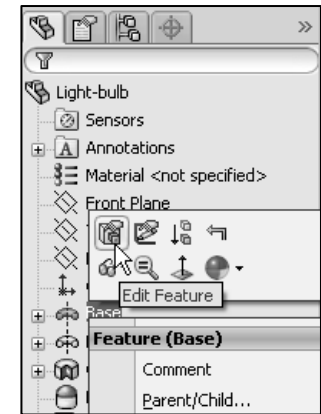 Light-bulb
Sensors
A Annotations
Material <not specified>
Front Plane
Edit Feature
Base
Feature (Base)
Comment
Parent/Child...